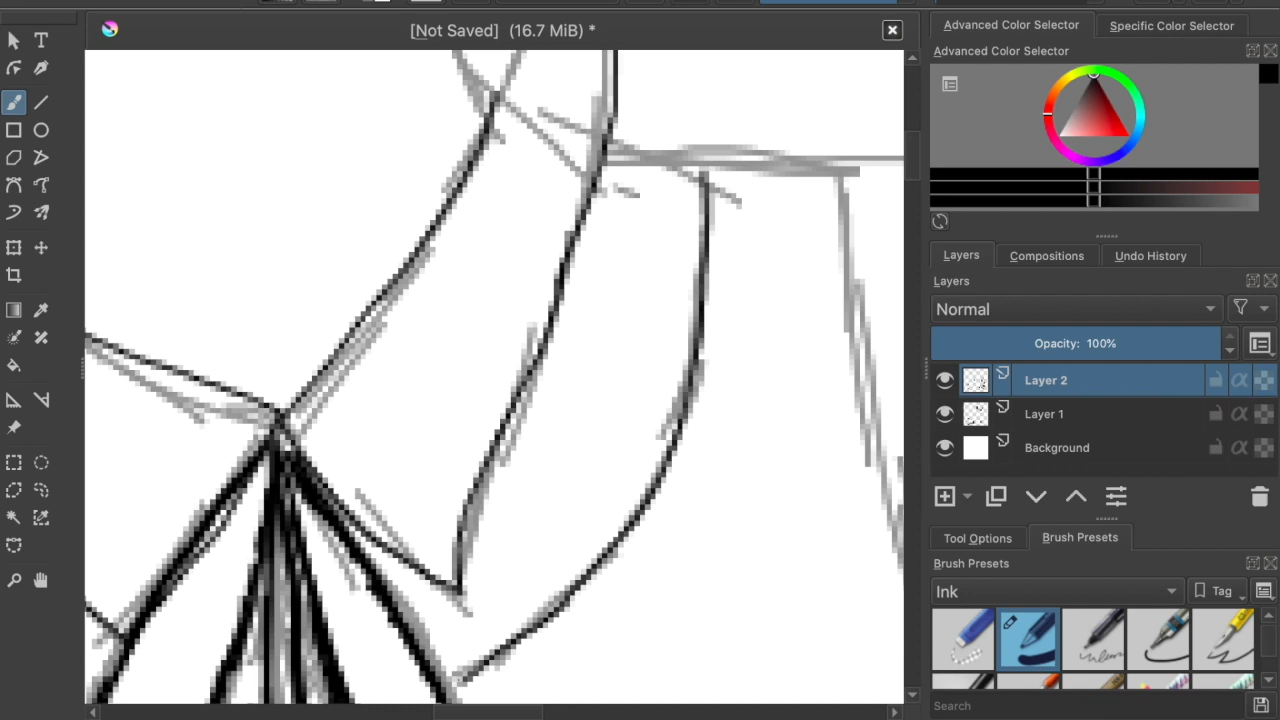 [Not Saved]  (16.7 MiB) *
Advanced Color Selector
Specific Color Selector
Advanced Color Selector
Layers
Compositions
Undo History
Layers
Normal
Opacity:  100%
Layer 2
Layer 1
Background
Tool Options
Brush Presets
Brush Presets
Ink
Tag
Search